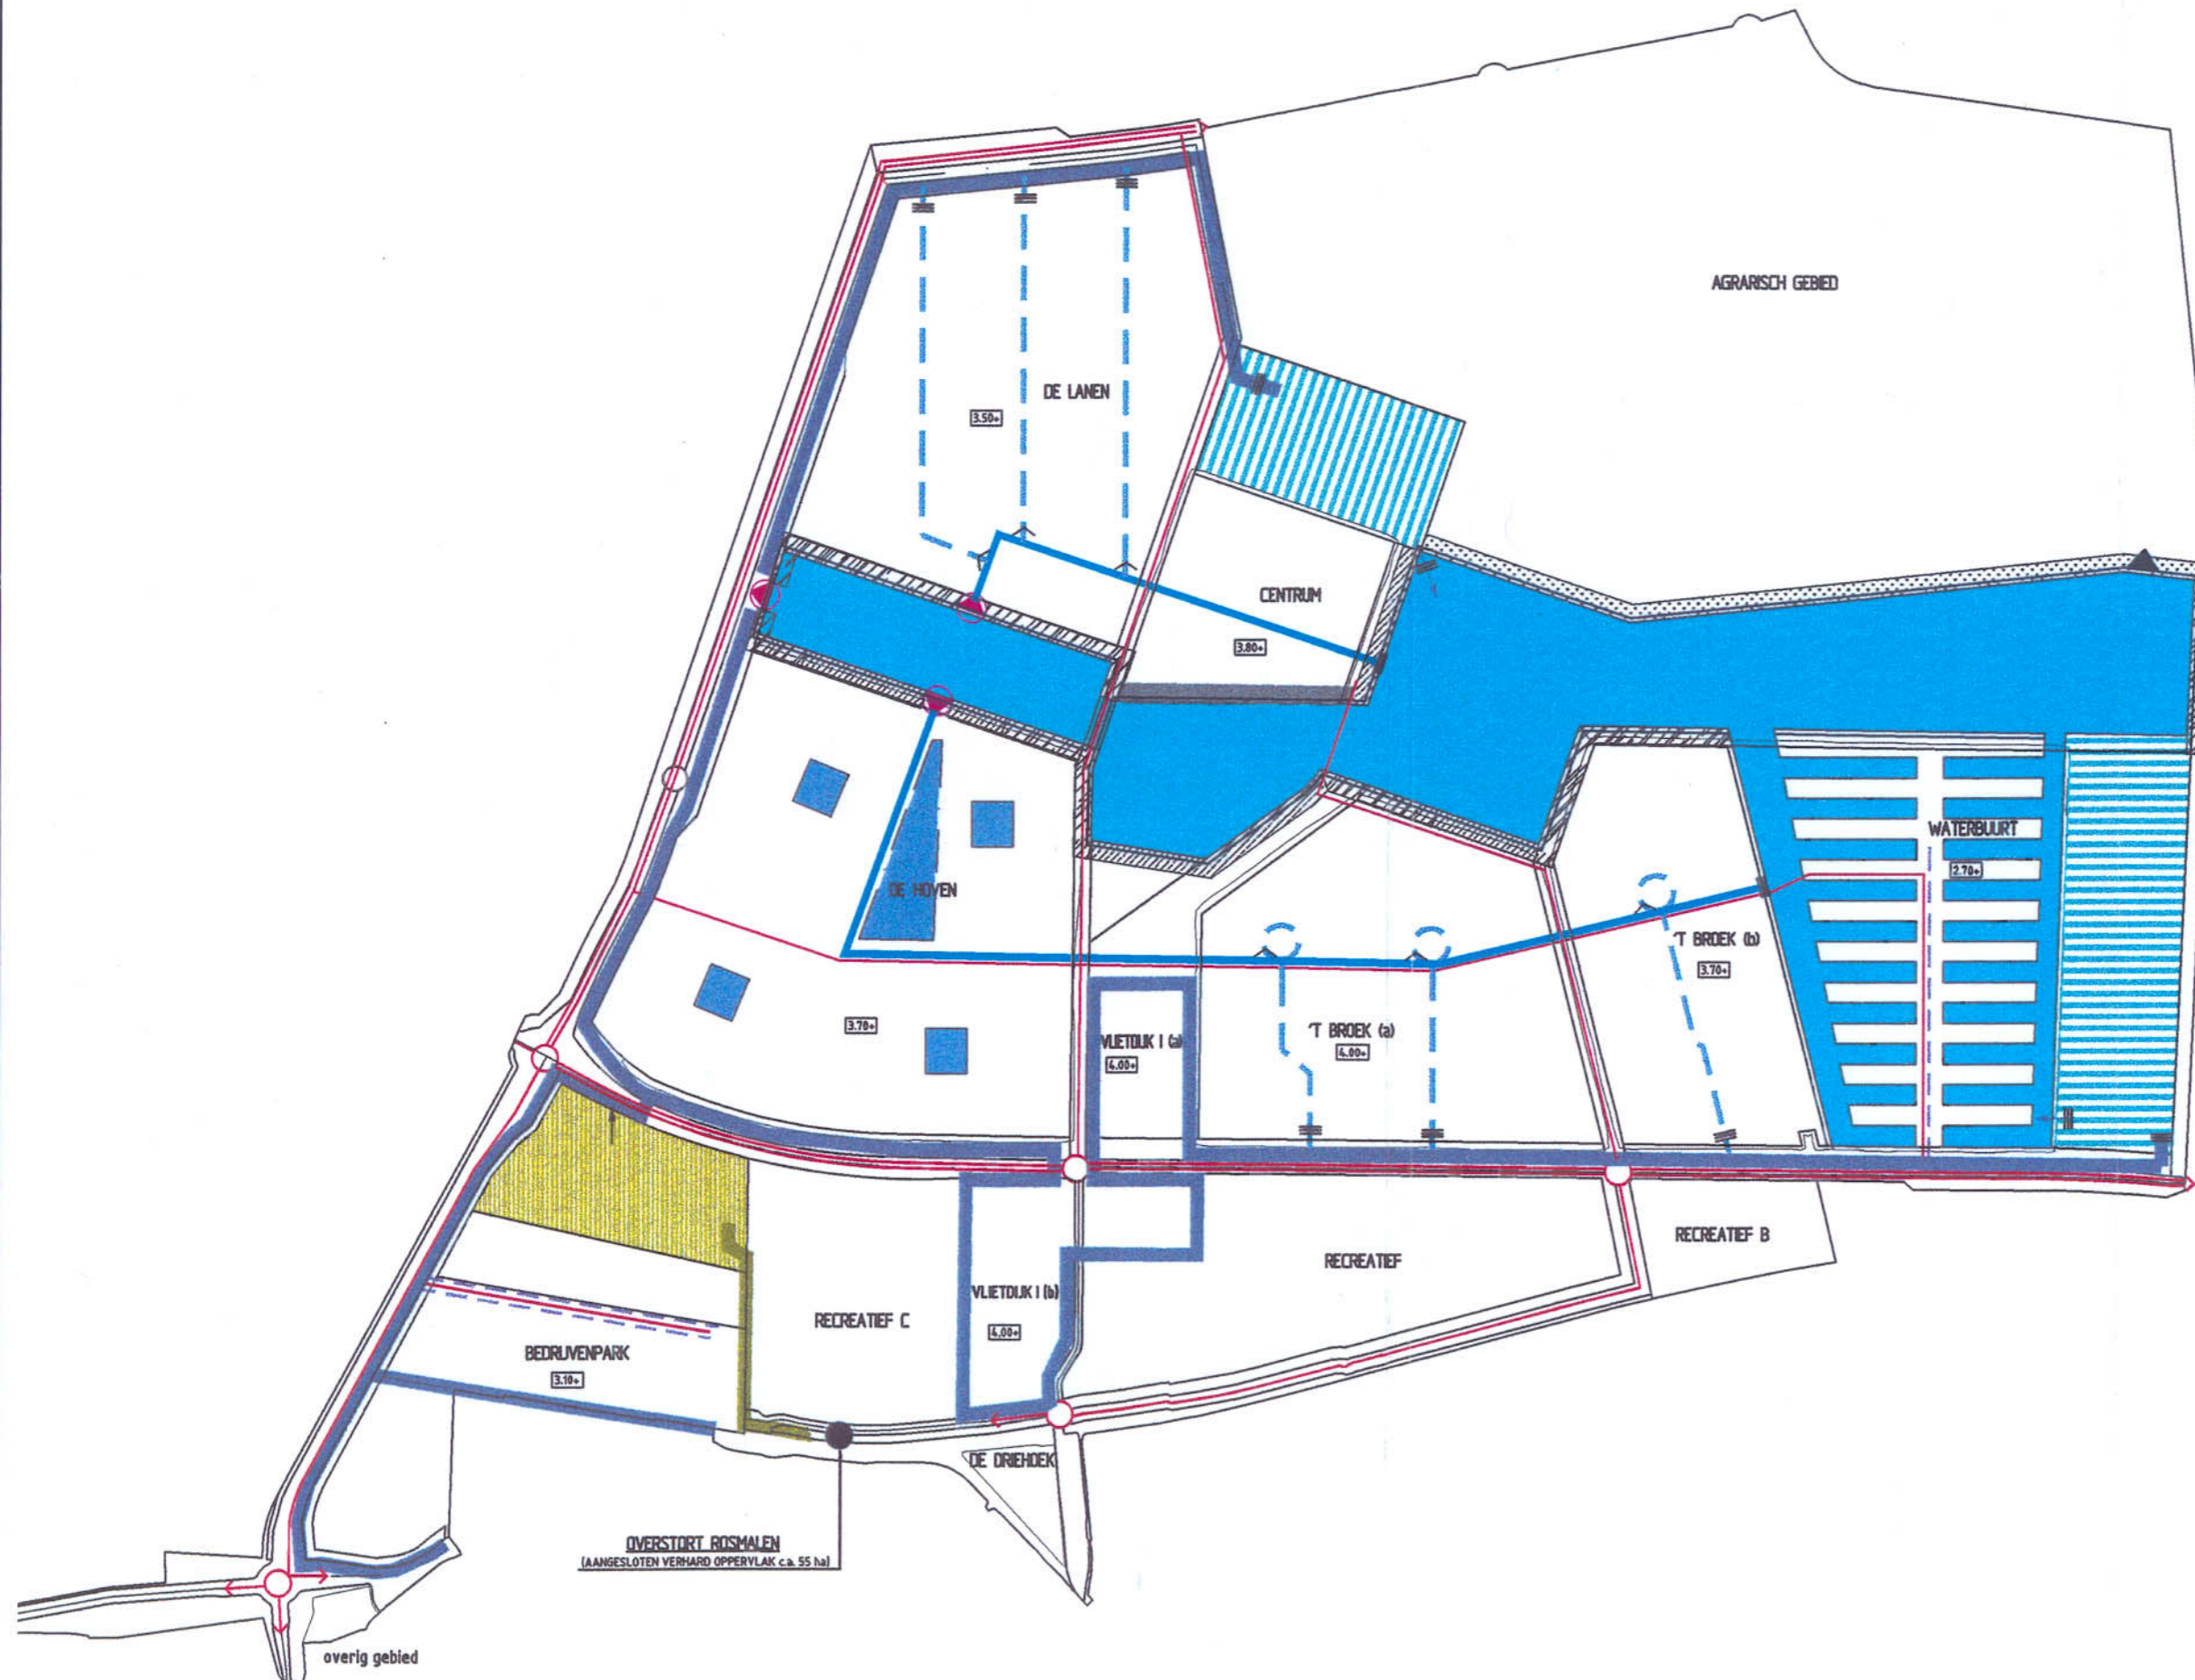 AGRARISCH GEBIED
DE LANEN
3.50+
CENTRUM
3.80+
WATERBUURT
2.70+
DE HOVEN
'T BROEK (b)
3.70+
3.70+
'T BROEK (a)
4.00+
VLIETDIJK I (a)
4.00+
RECREATIEF B
RECREATIEF
VLIETDIJK I (b)
4.00+
RECREATIEF C
BEDRIJVENPARK
3.10+
DE DRIEHOEK
OVERSTORT ROSMALEN
(AANGESLOTEN VERHARD OPPERVLAK c.a. 55 ha)
overig gebied